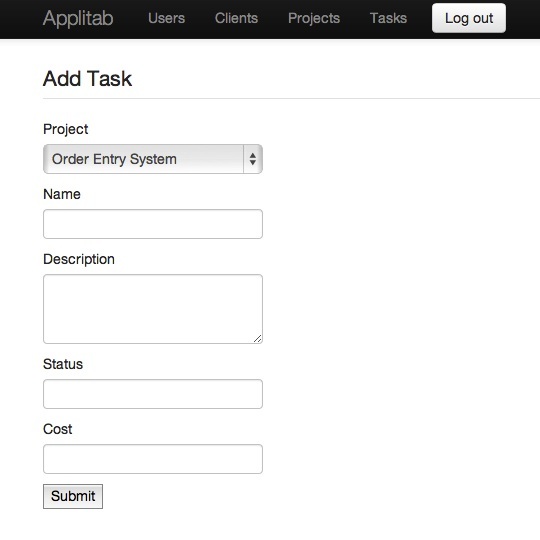 Applitab Users Clients Projects Tasks Log out
Add Task
Project
Order Entry System
Name
Description
Status
Cost
Submit